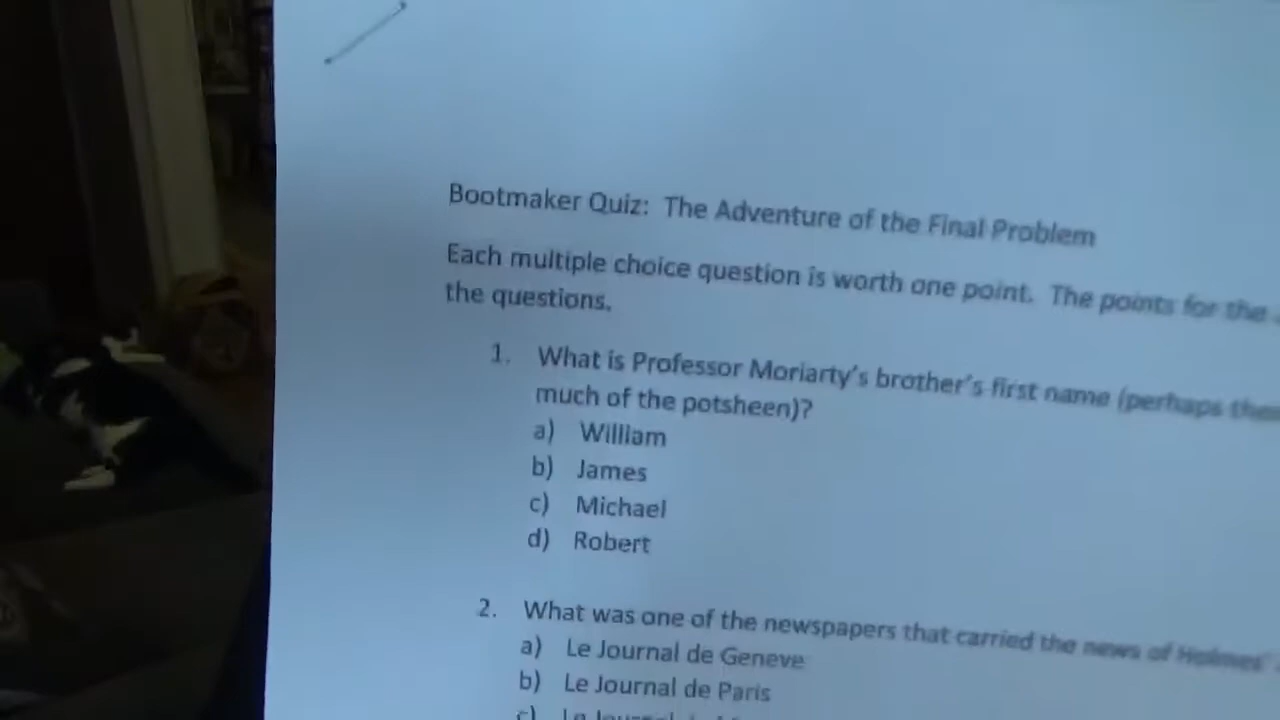 Bootmaker Quiz: The Adventure of the Final Problem
Each multiple choice question is worth one point. The points for the
the questions.
1. What is Professor Moriarty's brother's first name (perhaps
much of the potsheen)?
a) William
b) James
c) Michael
d) Robert
2. What was one of the newspapers that carried the news of Holmes'
a) Le Journal de Geneve
b) Le Journal de Paris
c)